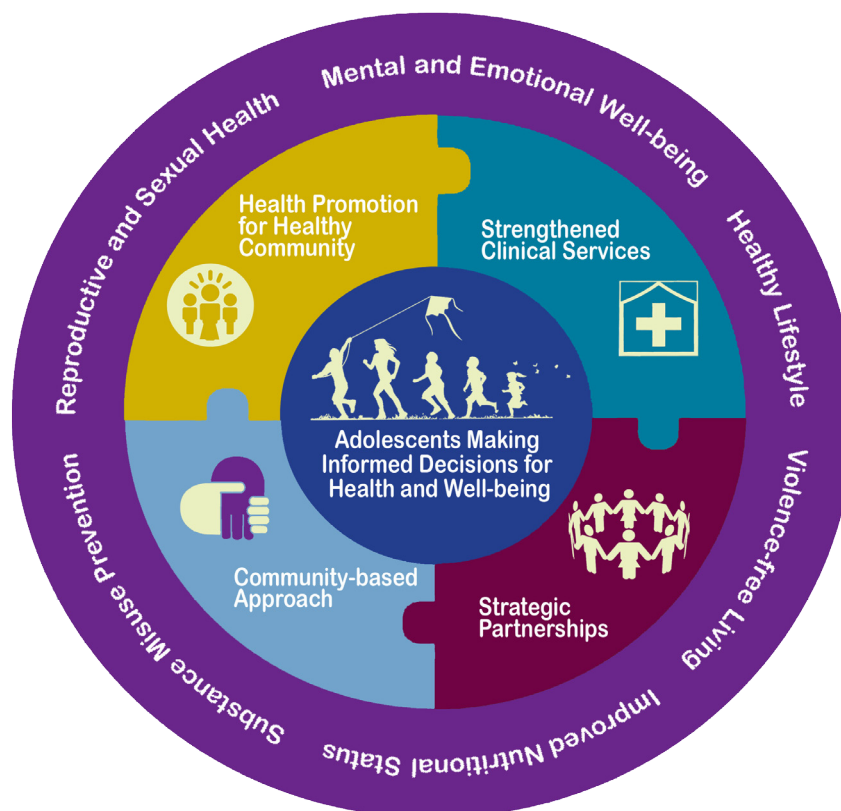 Mental and Emotional Well-being
Healthy Lifestyle
Violence-free Living
Improved Nutritional Status
Substance Misuse Prevention
Reproductive and Sexual Health
Health Promotion
for Healthy
Community
Strengthened
Clinical Services
Adolescents Making
Informed Decisions for
Health and Well-being
Community-based
Approach
Strategic
Partnerships